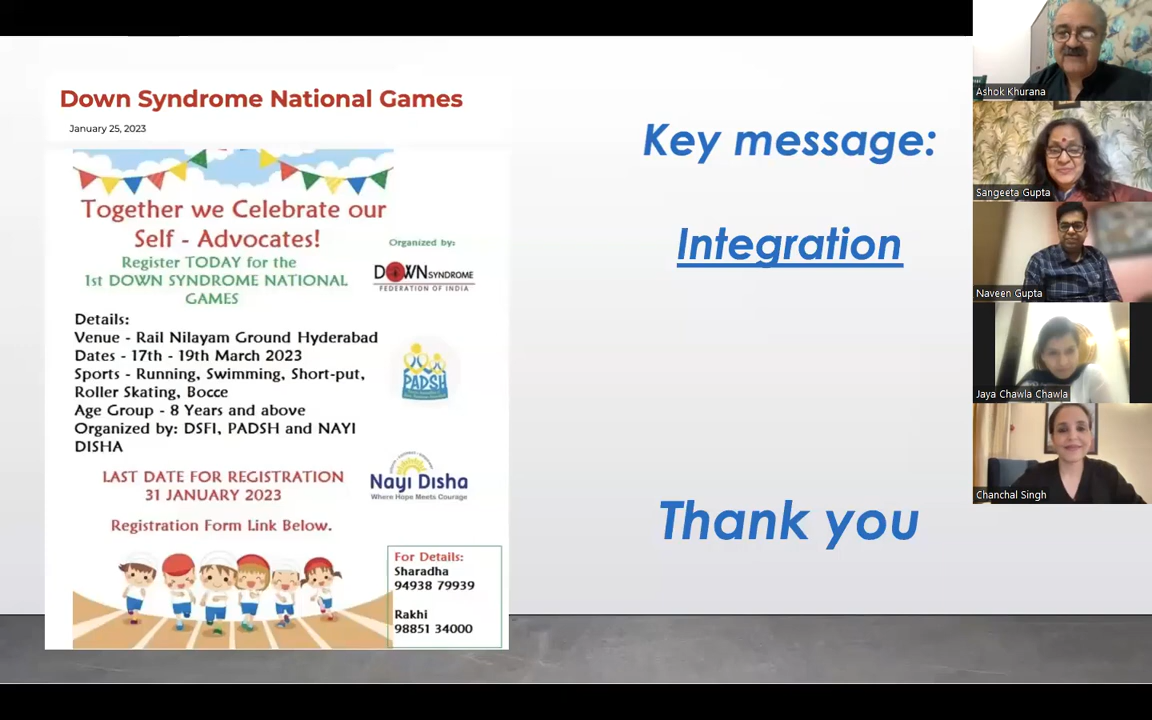 Down Syndrome National Games
January 25, 2023
Together we Celebrate our
Self - Advocates!
Register TODAY for the
1st DOWN SYNDROME NATIONAL
GAMES
Organized by:
DOWN SYNDROME
FEDERATION OF INDIA
Details:
Venue - Rail Nilayam Ground Hyderabad
Dates - 17th - 19th March 2023
Sports - Running, Swimming, Short-put,
Roller Skating, Bocce
Age Group - 8 Years and above
Organized by: DSFI, PADSH and NAYI
DISHA
PADSH
LAST DATE FOR REGISTRATION
31 JANUARY 2023
Nayi Disha
Where Hope Meets Courage
Registration Form Link Below.
For Details:
Sharadha
94938 79939
Rakhi
98851 34000
Key message:
Integration
Thank you
Ashok Khurana
Sangeeta Gupta
Naveen Gupta
Jaya Chawla Chawla
Chanchal Singh